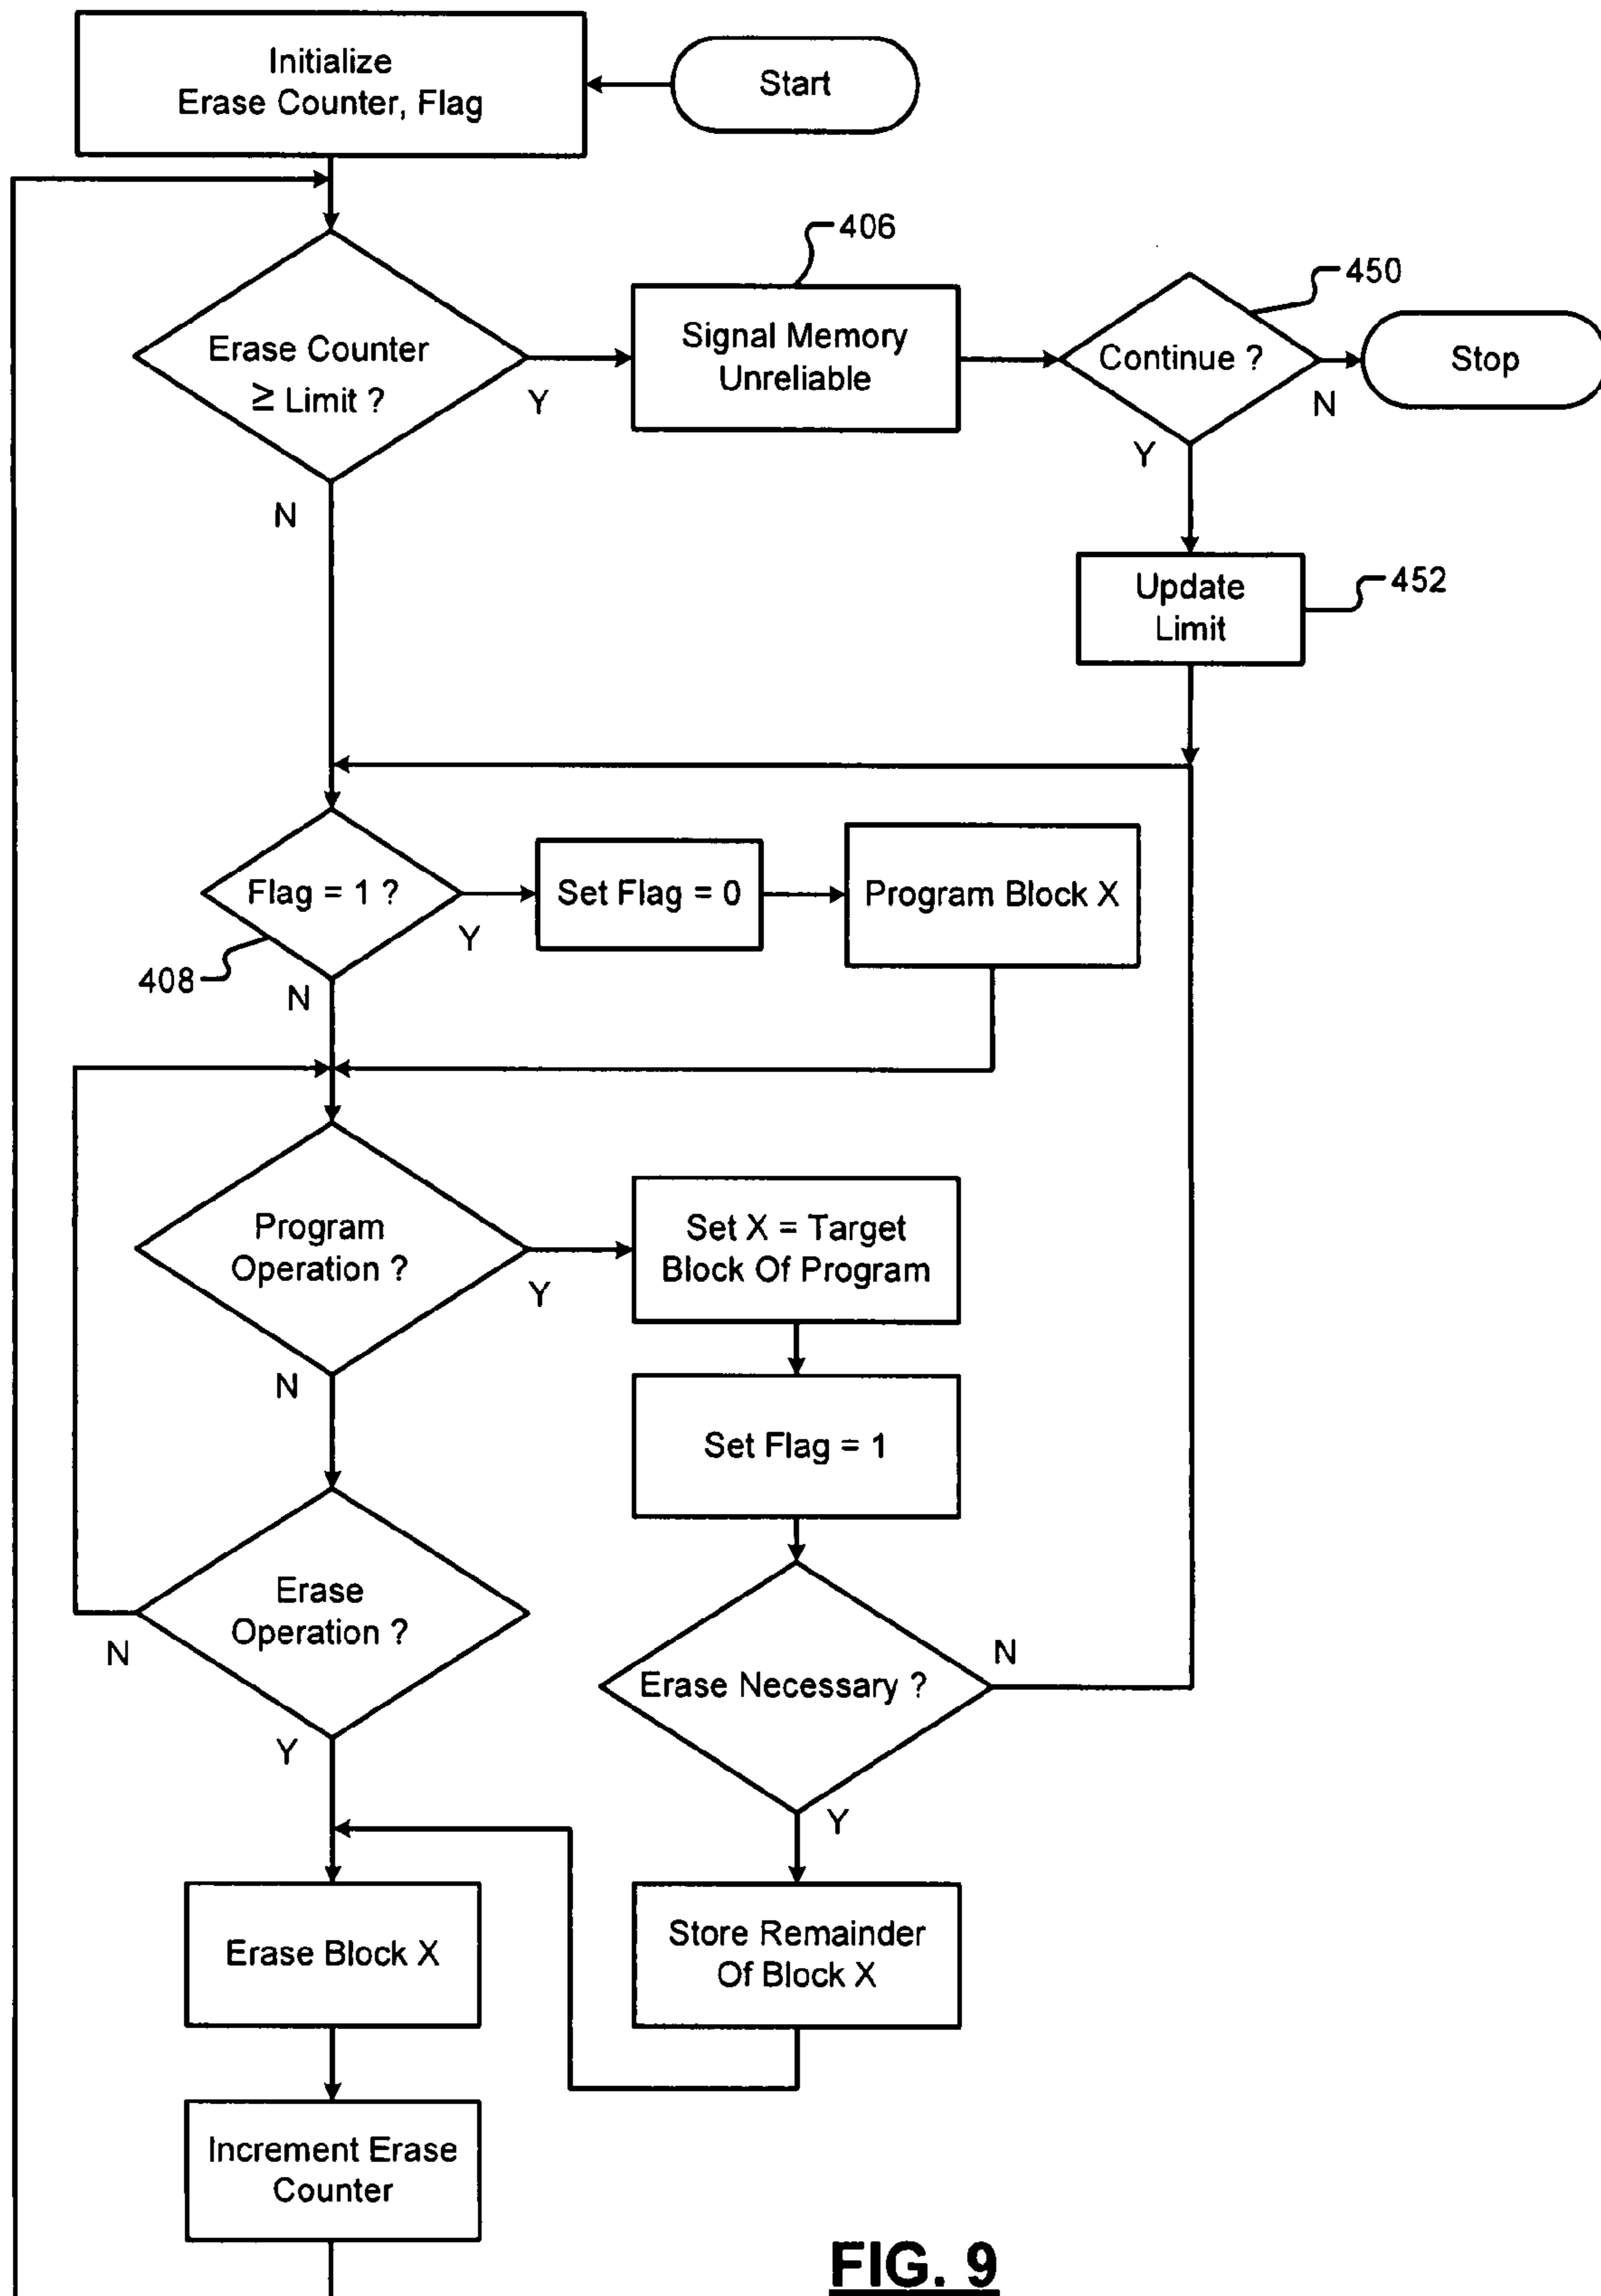 Initialize
Erase Counter, Flag
Start
406
450
Erase Counter
≥ Limit ?
Y
Signal Memory
Unreliable
Continue ?
N
Stop
Y
N
Update
Limit
452
Flag = 1 ?
Y
Set Flag = 0
Program Block X
408
N
Program
Operation ?
Y
Set X = Target
Block Of Program
N
Set Flag = 1
Erase
Operation ?
N
Y
Erase Necessary ?
N
Y
Erase Block X
Store Remainder
Of Block X
Increment Erase
Counter
FIG. 9